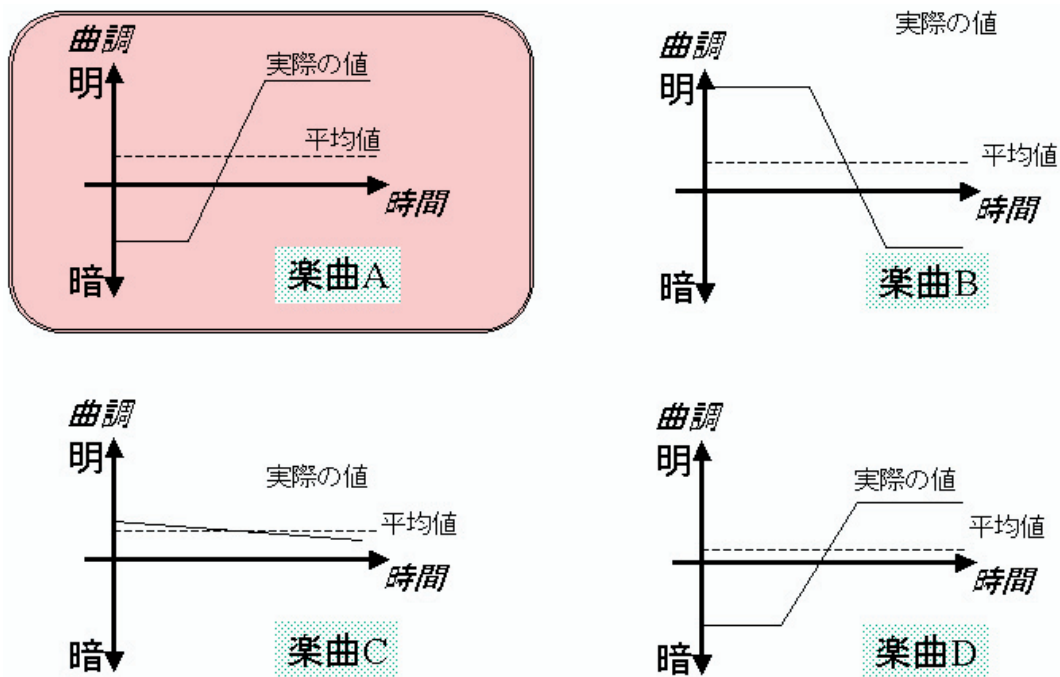 曲調
明
実際の値
平均値
時間
暗
楽曲A
実際の値
曲調
明
平均値
時間
暗
楽曲B
曲調
明
実際の値
平均値
時間
暗
楽曲C
曲調
明
実際の値
平均値
時間
暗
楽曲D